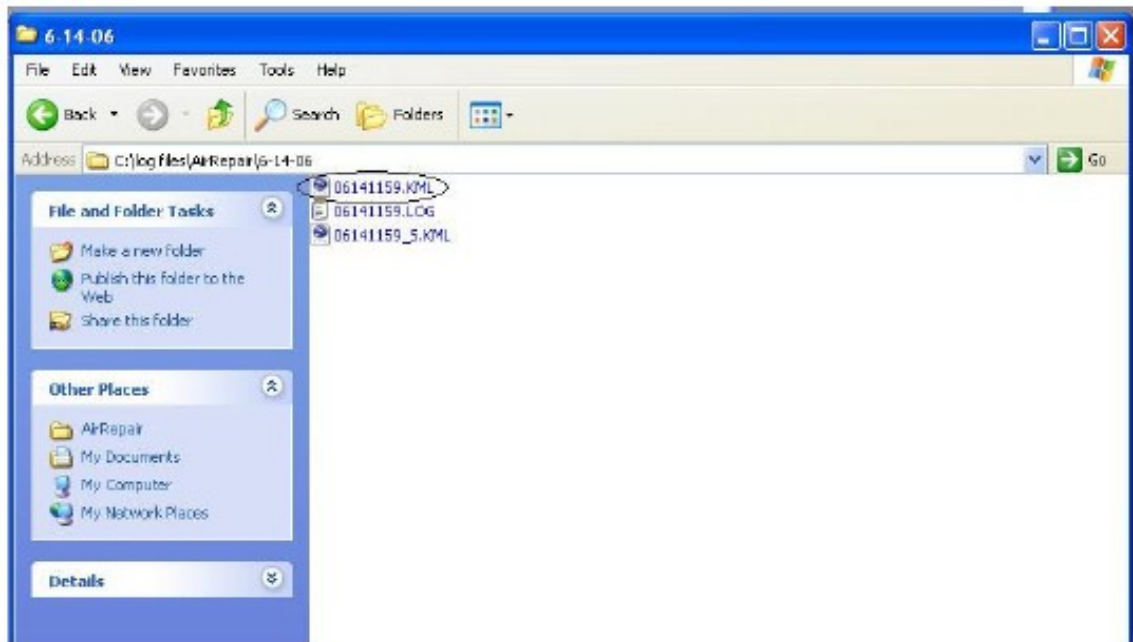 6-14-06
File Edit View Favorites Tools Help
Back Search Folders
Address C:\log files\AirRepair\6-14-06 Go
06141159.KML
06141159.LOG
06141159_5.KML
File and Folder Tasks
Make a new folder
Publish this folder to the
Web
Share this folder
Other Places
AirRepair
My Documents
My Computer
My Network Places
Details